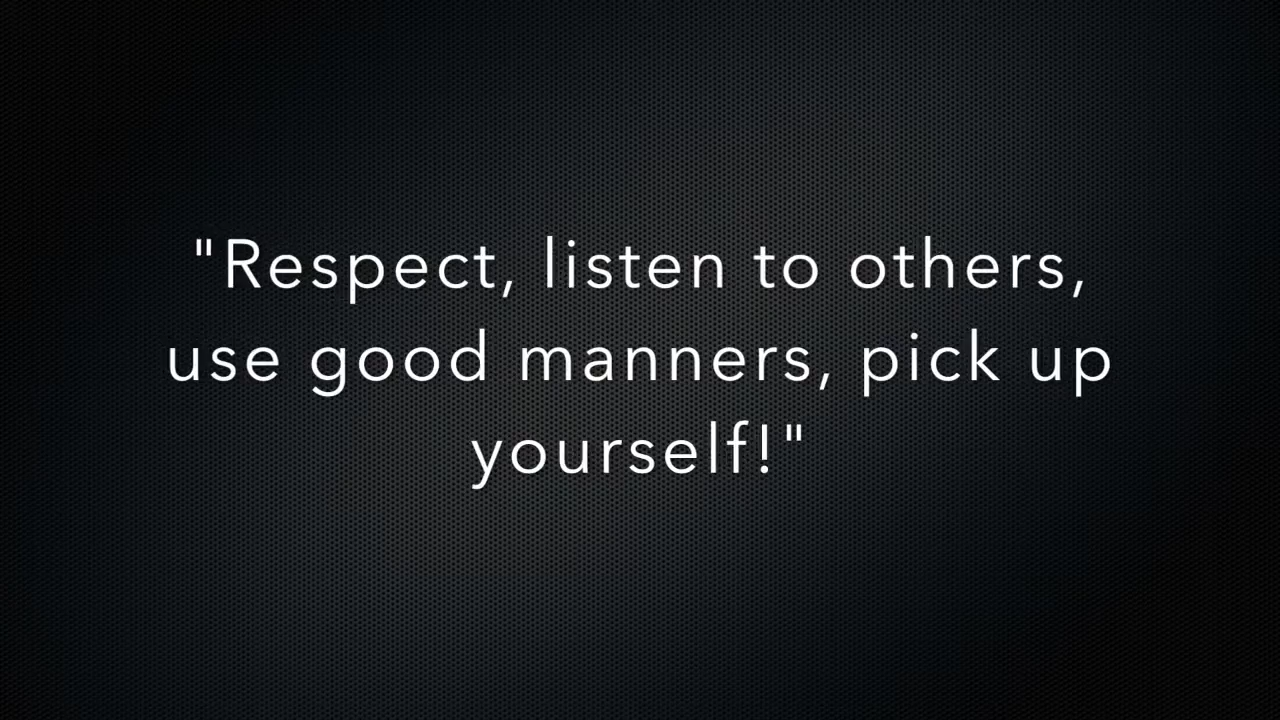 "Respect, listen to others,
use good manners, pick up
yourself!"